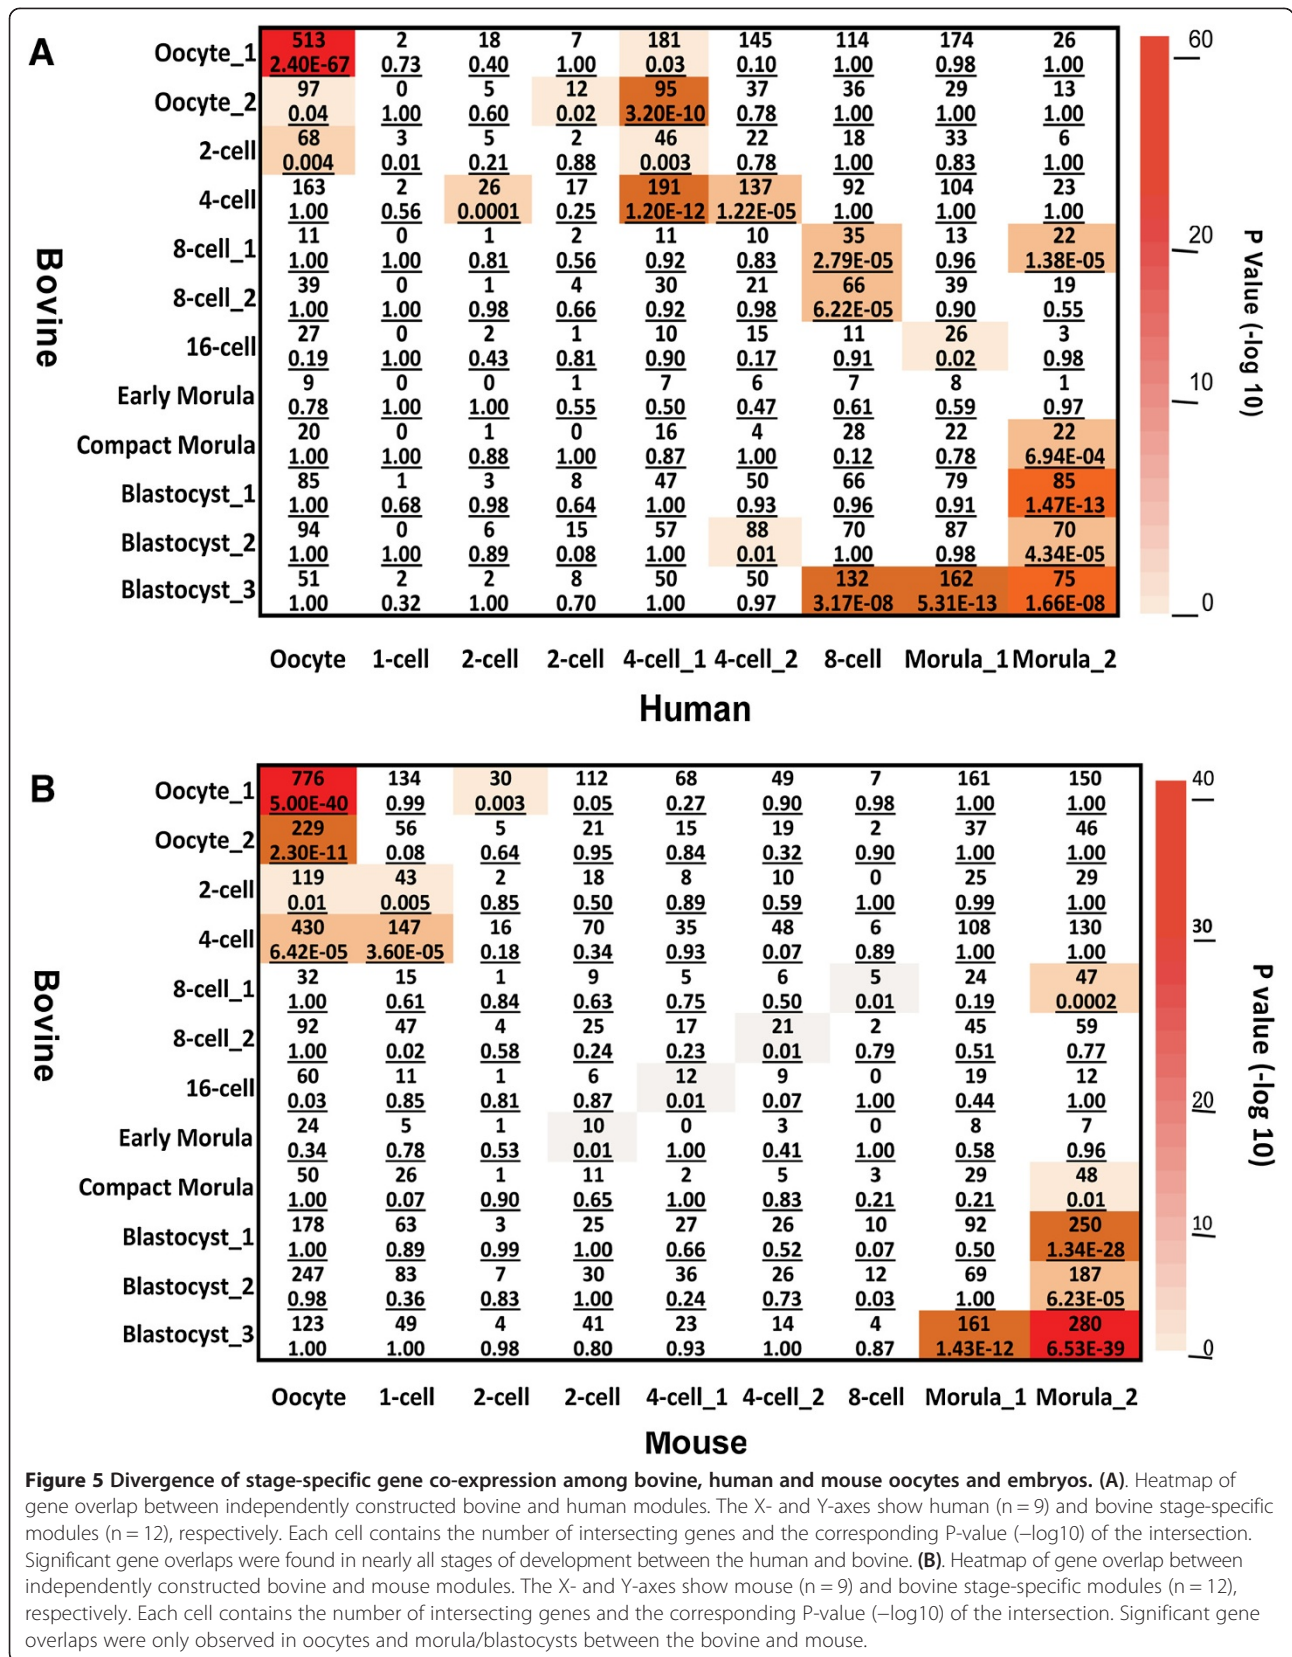 A
Oocyte_1 513 2 18 7 181 145 114 174 26
2.40E-67 0.73 0.40 1.00 0.03 0.10 1.00 0.98 1.00
Oocyte_2 97 0 5 12 95 37 36 29 13
0.04 1.00 0.60 0.02 3.20E-10 0.78 1.00 1.00 1.00
2-cell 68 3 5 2 46 22 18 33 6
0.004 0.01 0.21 0.88 0.003 0.78 1.00 0.83 1.00
4-cell 163 2 26 17 191 137 92 104 23
1.00 0.56 0.0001 0.25 1.20E-12 1.22E-05 1.00 1.00 1.00
8-cell_1 11 0 1 2 11 10 35 13 22
1.00 1.00 0.81 0.56 0.92 0.83 2.79E-05 0.96 1.38E-05
8-cell_2 39 0 1 4 30 21 66 39 19
1.00 1.00 0.98 0.66 0.92 0.98 6.22E-05 0.90 0.55
16-cell 27 0 2 1 10 15 11 26 3
0.19 1.00 0.43 0.81 0.90 0.17 0.91 0.02 0.98
Early Morula 9 0 0 1 7 6 7 8 1
0.78 1.00 1.00 0.55 0.50 0.47 0.61 0.59 0.97
Compact Morula 20 0 1 0 16 4 28 22 22
1.00 1.00 0.88 1.00 0.87 1.00 0.12 0.78 6.94E-04
Blastocyst_1 85 1 3 8 47 50 66 79 85
1.00 0.68 0.98 0.64 1.00 0.93 0.96 0.91 1.47E-13
Blastocyst_2 94 0 6 15 57 88 70 87 70
1.00 1.00 0.89 0.08 1.00 0.01 1.00 0.98 4.34E-05
Blastocyst_3 51 2 2 8 50 50 132 162 75
1.00 0.32 1.00 0.70 1.00 0.97 3.17E-08 5.31E-13 1.66E-08
Oocyte 1-cell 2-cell 2-cell 4-cell_1 4-cell_2 8-cell Morula_1 Morula_2
Human
Bovine
60
20
10
0
P Value (-log 10)
B
Oocyte_1 776 134 30 112 68 49 7 161 150
5.00E-40 0.99 0.003 0.05 0.27 0.90 0.98 1.00 1.00
Oocyte_2 229 56 5 21 15 19 2 37 46
2.30E-11 0.08 0.64 0.95 0.84 0.32 0.90 1.00 1.00
2-cell 119 43 2 18 8 10 0 25 29
0.01 0.005 0.85 0.50 0.89 0.59 1.00 0.99 1.00
4-cell 430 147 16 70 35 48 6 108 130
6.42E-05 3.60E-05 0.18 0.34 0.93 0.07 0.89 1.00 1.00
8-cell_1 32 15 1 9 5 6 5 24 47
1.00 0.61 0.84 0.63 0.75 0.50 0.01 0.19 0.0002
8-cell_2 92 47 4 25 17 21 2 45 59
1.00 0.02 0.58 0.24 0.23 0.01 0.79 0.51 0.77
16-cell 60 11 1 6 12 9 0 19 12
0.03 0.85 0.81 0.87 0.01 0.07 1.00 0.44 1.00
Early Morula 24 5 1 10 0 3 0 8 7
0.34 0.78 0.53 0.01 1.00 0.41 1.00 0.58 0.96
Compact Morula 50 26 1 11 2 5 3 29 48
1.00 0.07 0.90 0.65 1.00 0.83 0.21 0.21 0.01
Blastocyst_1 178 63 3 25 27 26 10 92 250
1.00 0.89 0.99 1.00 0.66 0.52 0.07 0.50 1.34E-28
Blastocyst_2 247 83 7 30 36 26 12 69 187
0.98 0.36 0.83 1.00 0.24 0.73 0.03 1.00 6.23E-05
Blastocyst_3 123 49 4 41 23 14 4 161 280
1.00 1.00 0.98 0.80 0.93 1.00 0.87 1.43E-12 6.53E-39
Oocyte 1-cell 2-cell 2-cell 4-cell_1 4-cell_2 8-cell Morula_1 Morula_2
Mouse
Bovine
40
30
20
10
0
P value (-log 10)
Figure 5 Divergence of stage-specific gene co-expression among bovine, human and mouse oocytes and embryos. (A). Heatmap of
gene overlap between independently constructed bovine and human modules. The X- and Y-axes show human (n = 9) and bovine stage-specific
modules (n = 12), respectively. Each cell contains the number of intersecting genes and the corresponding P-value (−log10) of the intersection.
Significant gene overlaps were found in nearly all stages of development between the human and bovine. (B). Heatmap of gene overlap between
independently constructed bovine and mouse modules. The X- and Y-axes show mouse (n = 9) and bovine stage-specific modules (n = 12),
respectively. Each cell contains the number of intersecting genes and the corresponding P-value (−log10) of the intersection. Significant gene
overlaps were only observed in oocytes and morula/blastocysts between the bovine and mouse.